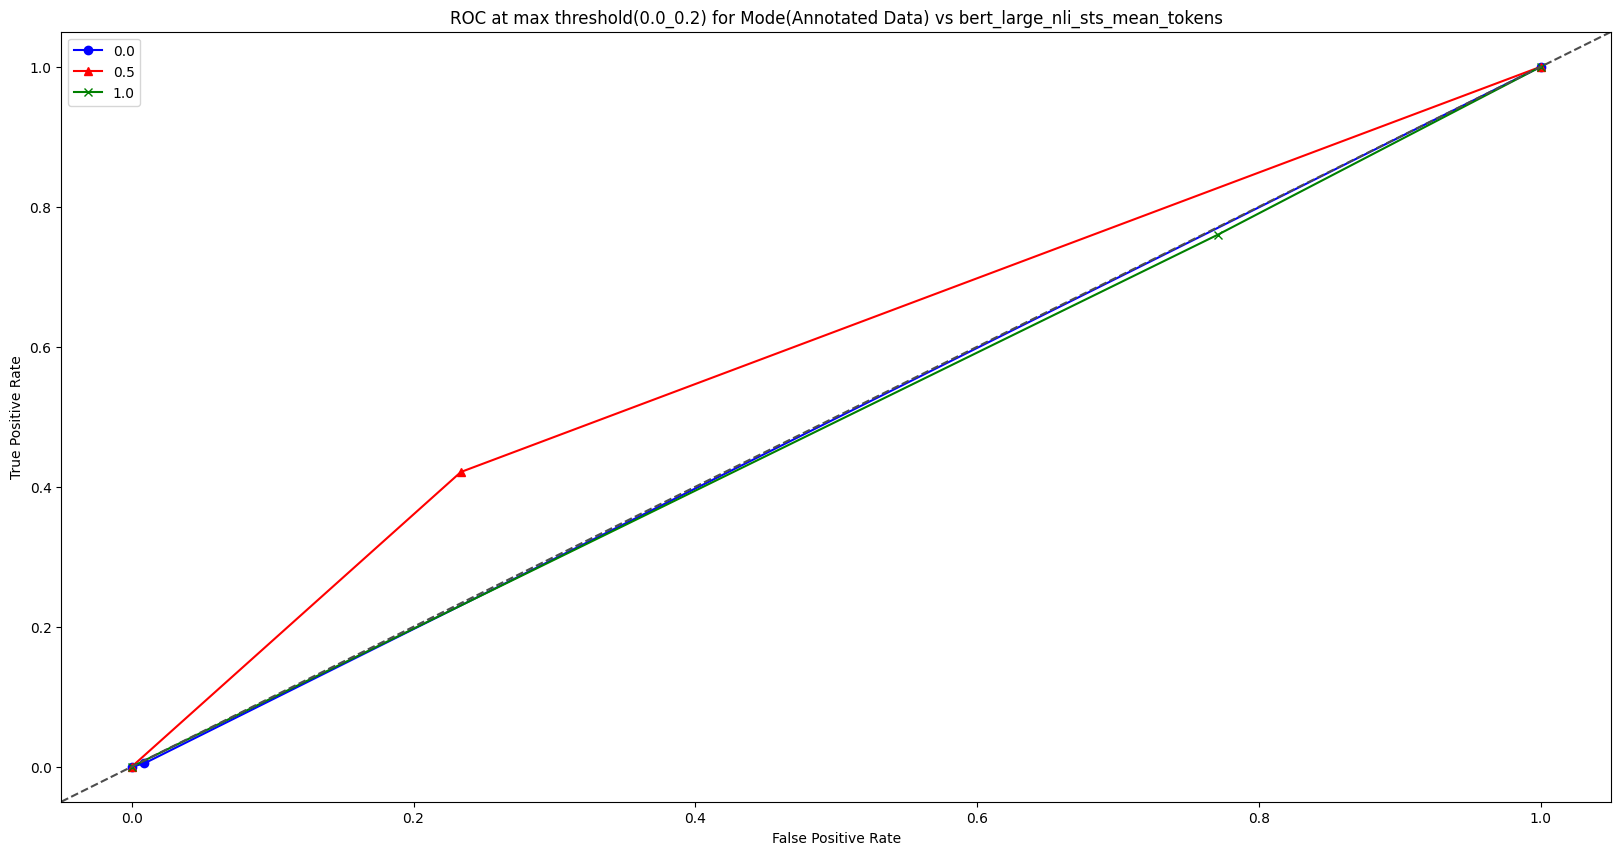 ROC at max threshold(0.0_0.2) for Mode(Annotated Data) vs bert_large_nli_sts_mean_tokens
0.0
0.5
1.0
True Positive Rate
1.0
0.8
0.6
0.4
0.2
0.0
0.0 0.2 0.4 0.6 0.8 1.0
False Positive Rate